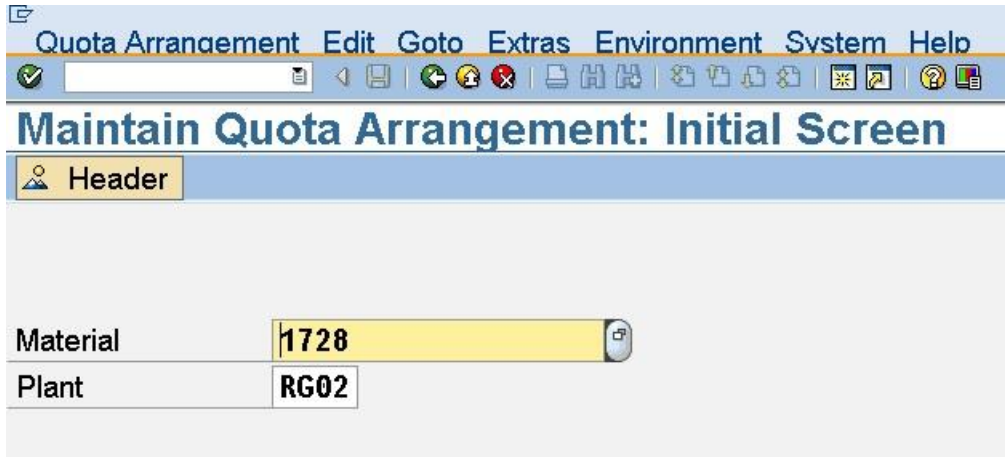 Quota Arrangement Edit Goto Extras Environment System Help
Maintain Quota Arrangement: Initial Screen
Header
Material 1728
Plant RG02